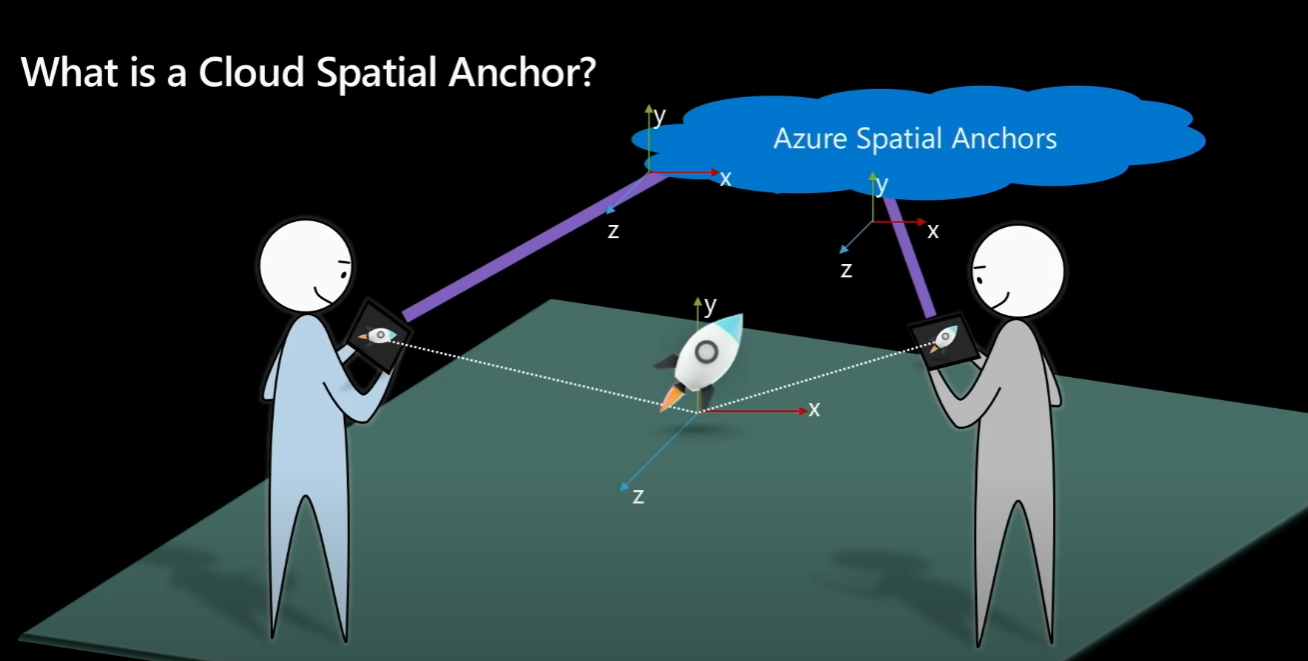 What is a Cloud Spatial Anchor?
y
Azure Spatial Anchors
x
y
z
x
z
y
x
z